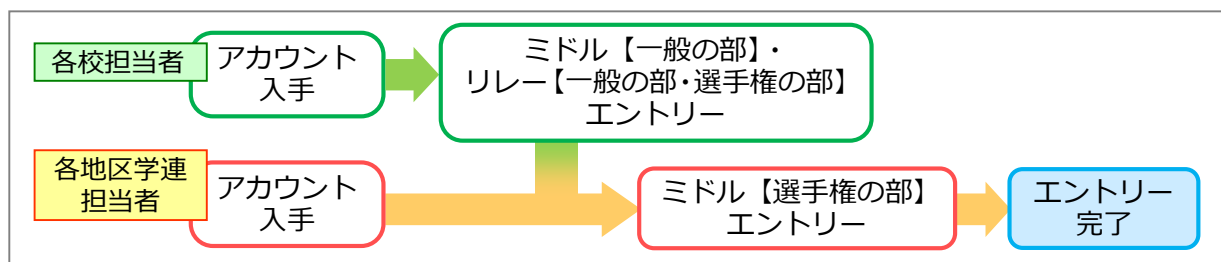 各校担当者
アカウント
入手
ミドル【一般の部】・
リレー【一般の部・選手権の部】
エントリー
各地区学連
担当者
アカウント
入手
ミドル【選手権の部】
エントリー
エントリー
完了